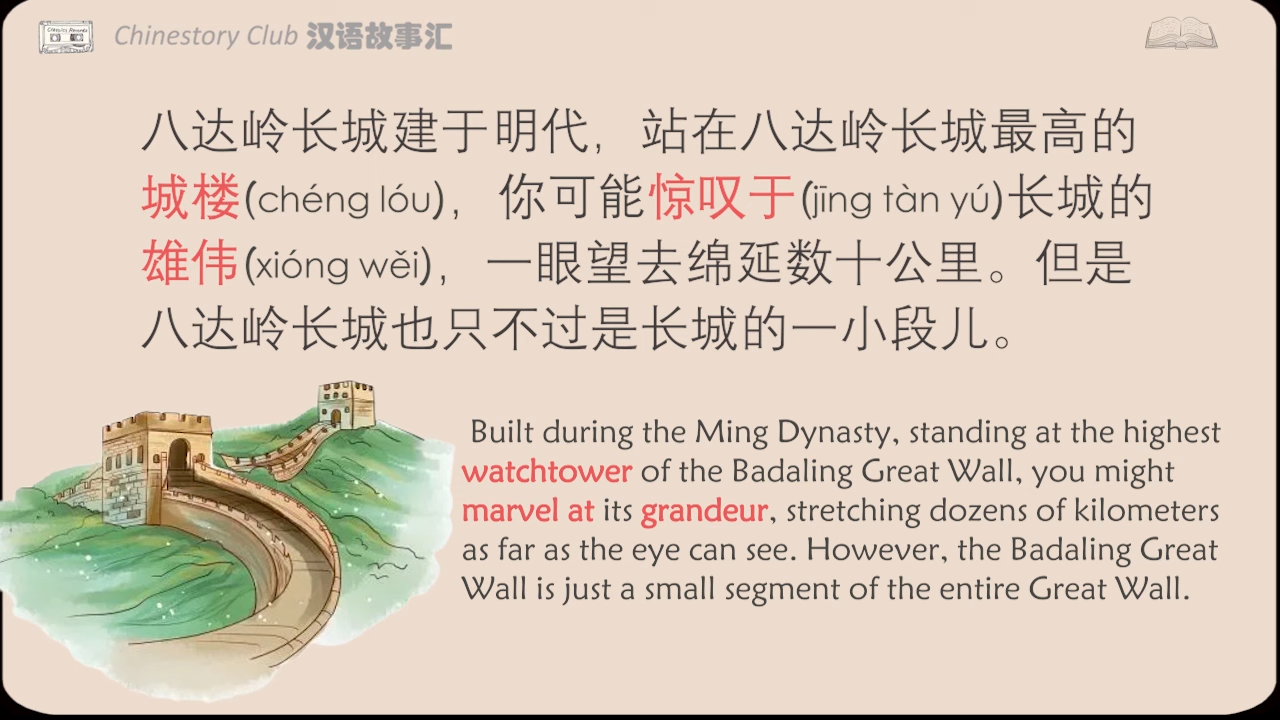 Chinestory Club 汉语故事汇
八达岭长城建于明代，站在八达岭长城最高的
城楼(chéng lóu)，你可能惊叹于(jīng tàn yú)长城的
雄伟(xióng wěi)，一眼望去绵延数十公里。但是
八达岭长城也只不过是长城的一小段儿。
Built during the Ming Dynasty, standing at the highest
watchtower of the Badaling Great Wall, you might
marvel at its grandeur, stretching dozens of kilometers
as far as the eye can see. However, the Badaling Great
Wall is just a small segment of the entire Great Wall.